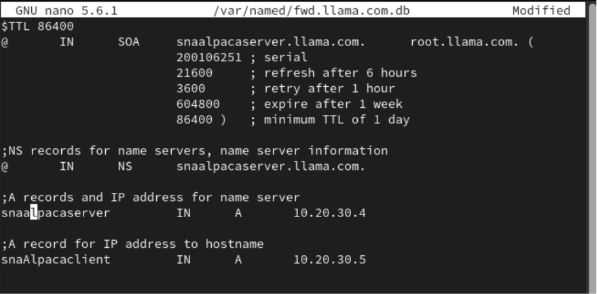 GNU nano 5.6.1 /var/named/fwd.llama.com.db Modified
$TTL 86400
@ IN SOA snaalpacaserver.llama.com. root.llama.com. (
200106251 ; serial
21600 ; refresh after 6 hours
3600 ; retry after 1 hour
604800 ; expire after 1 week
86400 ) ; minimum TTL of 1 day
;NS records for name servers, name server information
@ IN NS snaalpacaserver.llama.com.
;A records and IP address for name server
snaalpacaserver IN A 10.20.30.4
;A record for IP address to hostname
snaAlpacaclient IN A 10.20.30.5